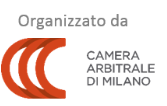 Organizzato da
CAMERA
ARBITRALE
DI MILANO